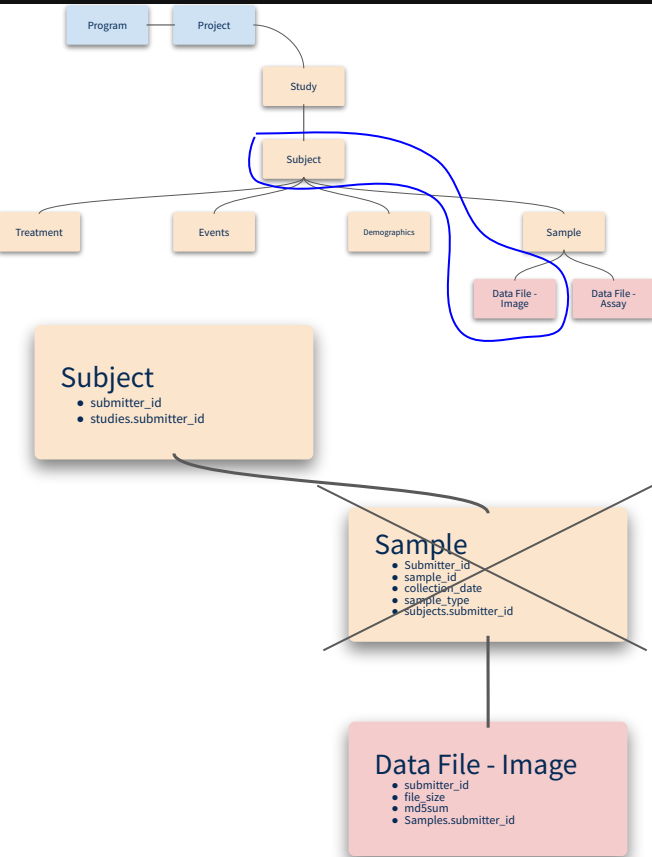 Program
Project
Study
Subject
Treatment
Events
Demographics
Sample
Data File -
Image
Data File -
Assay
Subject
● submitter_id
● studies.submitter_id
Sample
● Submitter_id
● sample_id
● collection_date
● sample_type
● subjects.submitter_id
Data File - Image
● submitter_id
● file_size
● md5sum
● Samples.submitter_id